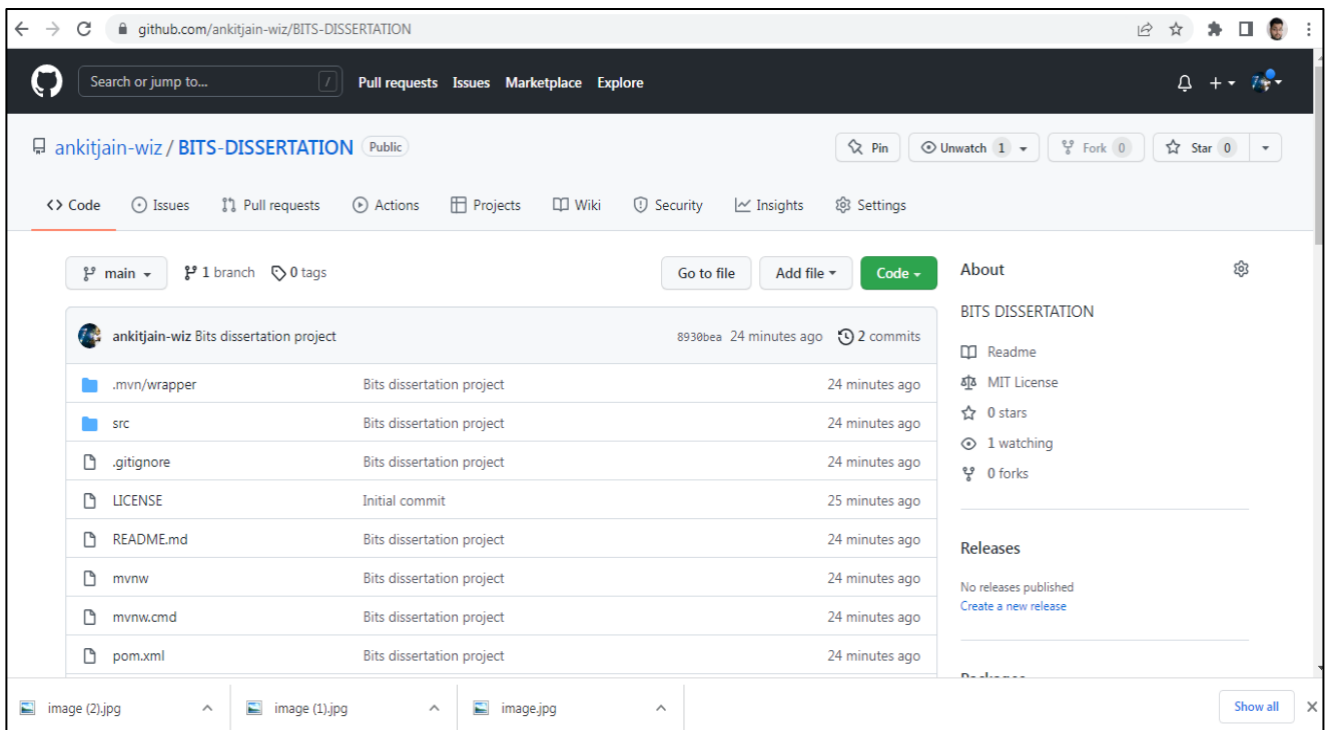 github.com/ankitjain-wiz/BITS-DISSERTATION
Search or jump to... / Pull requests Issues Marketplace Explore
ankitjain-wiz / BITS-DISSERTATION Public
Pin Unwatch 1 Fork 0 Star 0
Code Issues Pull requests Actions Projects Wiki Security Insights Settings
main 1 branch 0 tags Go to file Add file Code
ankitjain-wiz Bits dissertation project 8930bea 24 minutes ago 2 commits
.mvn/wrapper Bits dissertation project 24 minutes ago
src Bits dissertation project 24 minutes ago
.gitignore Bits dissertation project 24 minutes ago
LICENSE Initial commit 25 minutes ago
README.md Bits dissertation project 24 minutes ago
mvnw Bits dissertation project 24 minutes ago
mvnw.cmd Bits dissertation project 24 minutes ago
pom.xml Bits dissertation project 24 minutes ago
About
BITS DISSERTATION
Readme
MIT License
0 stars
1 watching
0 forks
Releases
No releases published
Create a new release
image (2).jpg image (1).jpg image.jpg Show all